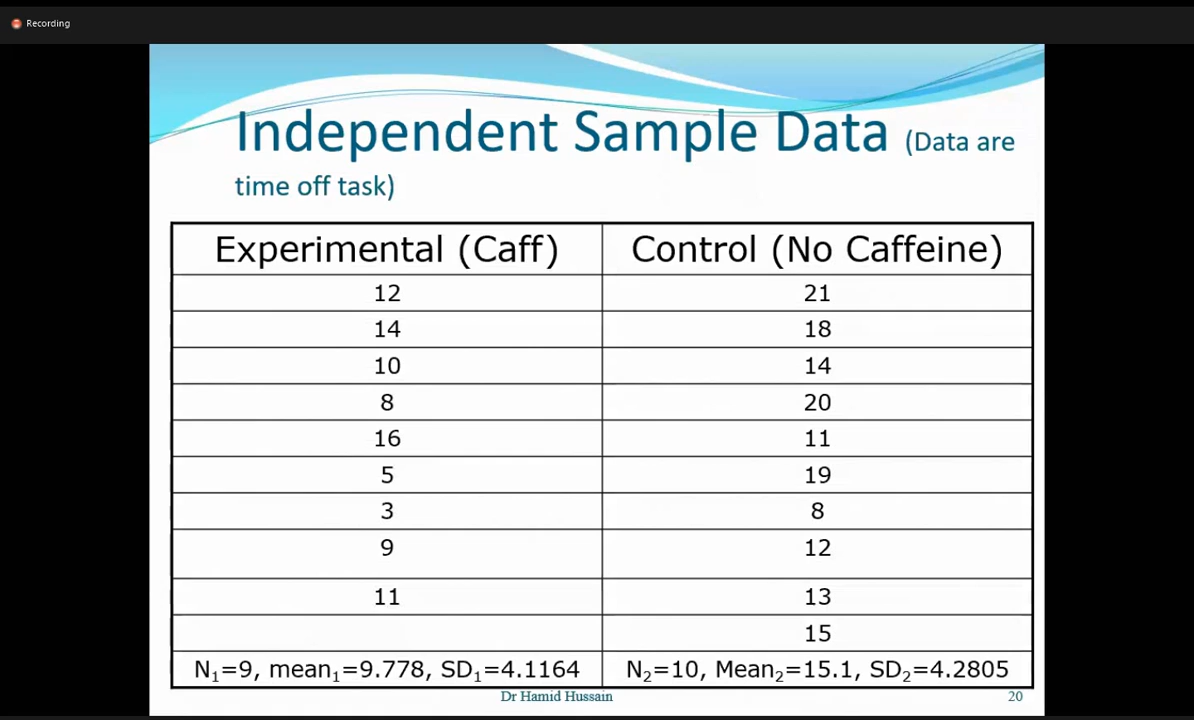 Recording
Independent Sample Data (Data are
time off task)
Experimental (Caff) Control (No Caffeine)
12 21
14 18
10 14
8 20
16 11
5 19
3 8
9 12
11 13
15
N₁=9, mean₁=9.778, SD₁=4.1164 N₂=10, Mean₂=15.1, SD₂=4.2805
Dr Hamid Hussain 20